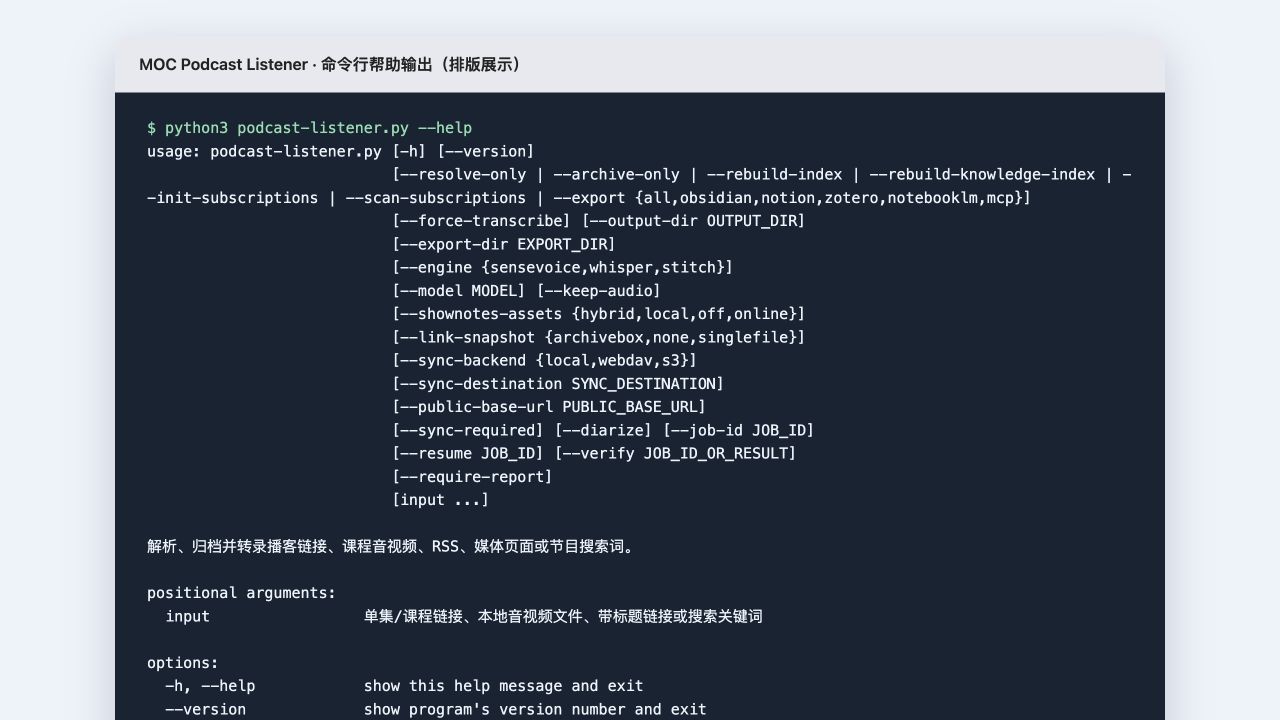 MOC Podcast Listener · 命令行帮助输出（排版展示）
$ python3 podcast-listener.py --help
usage: podcast-listener.py [-h] [--version]
[--resolve-only | --archive-only | --rebuild-index | --rebuild-knowledge-index | -
-init-subscriptions | --scan-subscriptions | --export {all,obsidian,notion,zotero,notebooklm,mcp}]
[--force-transcribe] [--output-dir OUTPUT_DIR]
[--export-dir EXPORT_DIR]
[--engine {sensevoice,whisper,stitch}]
[--model MODEL] [--keep-audio]
[--shownotes-assets {hybrid,local,off,online}]
[--link-snapshot {archivebox,none,singlefile}]
[--sync-backend {local,webdav,s3}]
[--sync-destination SYNC_DESTINATION]
[--public-base-url PUBLIC_BASE_URL]
[--sync-required] [--diarize] [--job-id JOB_ID]
[--resume JOB_ID] [--verify JOB_ID_OR_RESULT]
[--require-report]
[input ...]
解析、归档并转录播客链接、课程音视频、RSS、媒体页面或节目搜索词。
positional arguments:
input 单集/课程链接、本地音视频文件、带标题链接或搜索关键词
options:
-h, --help show this help message and exit
--version show program's version number and exit